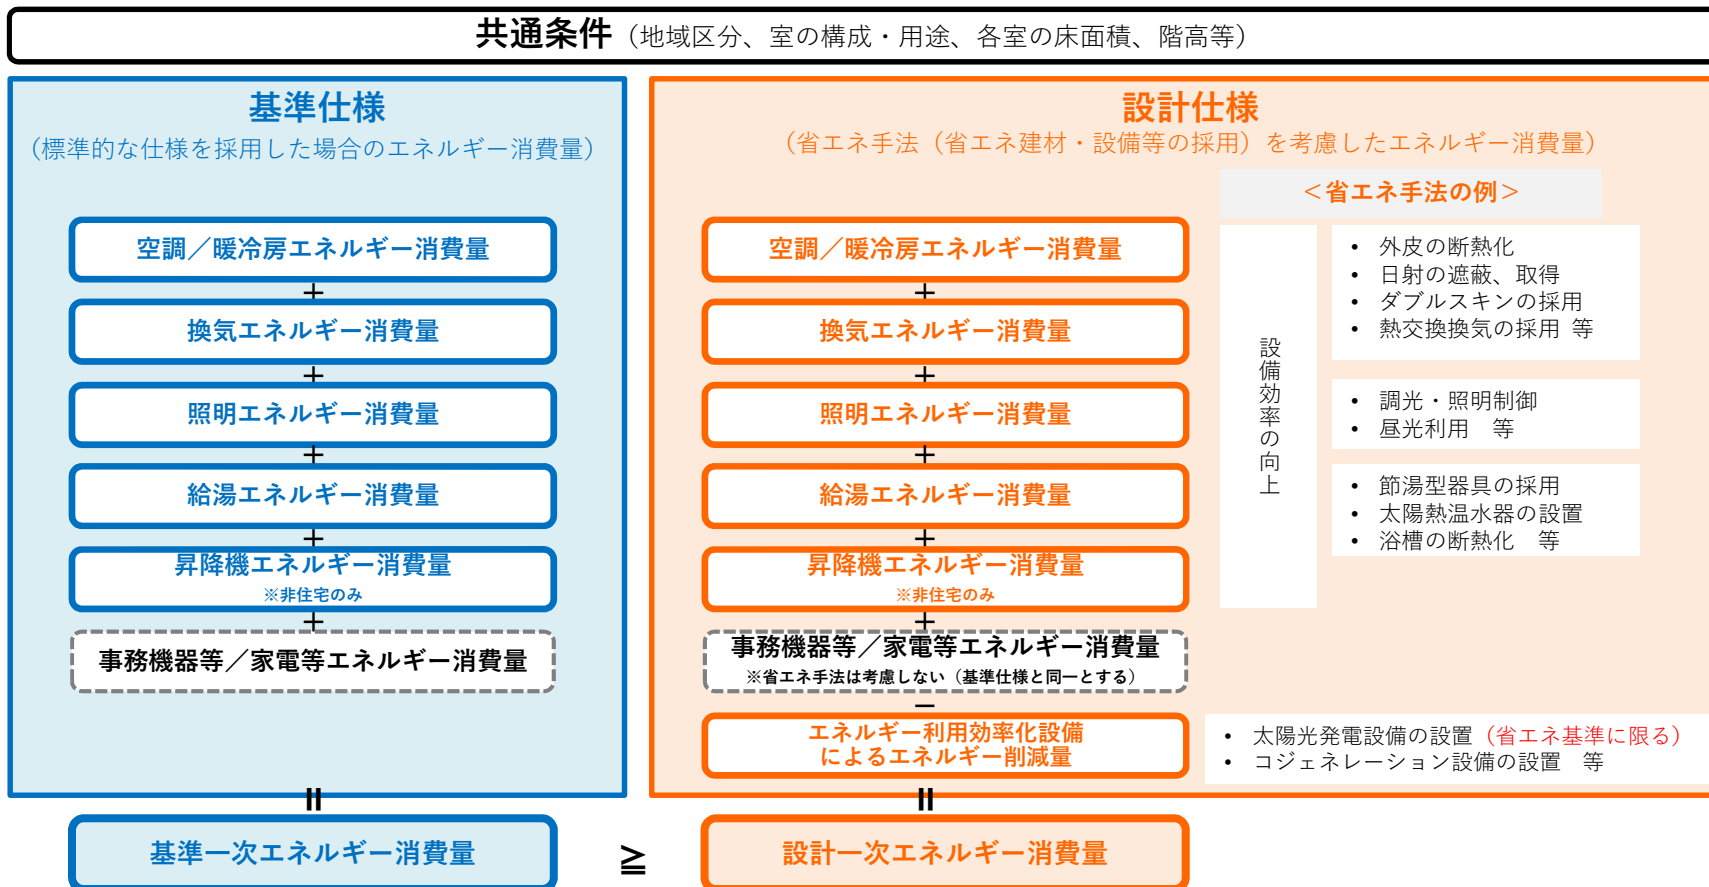 共通条件（地域区分、室の構成・用途、各室の床面積、階高等）
基準仕様
（標準的な仕様を採用した場合のエネルギー消費量）
空調／暖冷房エネルギー消費量
＋
換気エネルギー消費量
＋
照明エネルギー消費量
＋
給湯エネルギー消費量
＋
昇降機エネルギー消費量
※非住宅のみ
＋
事務機器等／家電等エネルギー消費量
＝
基準一次エネルギー消費量
≧
設計仕様
（省エネ手法（省エネ建材・設備等の採用）を考慮したエネルギー消費量）
空調／暖冷房エネルギー消費量
＋
換気エネルギー消費量
＋
照明エネルギー消費量
＋
給湯エネルギー消費量
＋
昇降機エネルギー消費量
※非住宅のみ
＋
事務機器等／家電等エネルギー消費量
※省エネ手法は考慮しない（基準仕様と同一とする）
－
エネルギー利用効率化設備
によるエネルギー削減量
＝
設計一次エネルギー消費量
＜省エネ手法の例＞
設備効率の向上
• 外皮の断熱化
• 日射の遮蔽、取得
• ダブルスキンの採用
• 熱交換換気の採用 等
• 調光・照明制御
• 昼光利用　等
• 節湯型器具の採用
• 太陽熱温水器の設置
• 浴槽の断熱化　等
• 太陽光発電設備の設置（省エネ基準に限る）
• コジェネレーション設備の設置　等